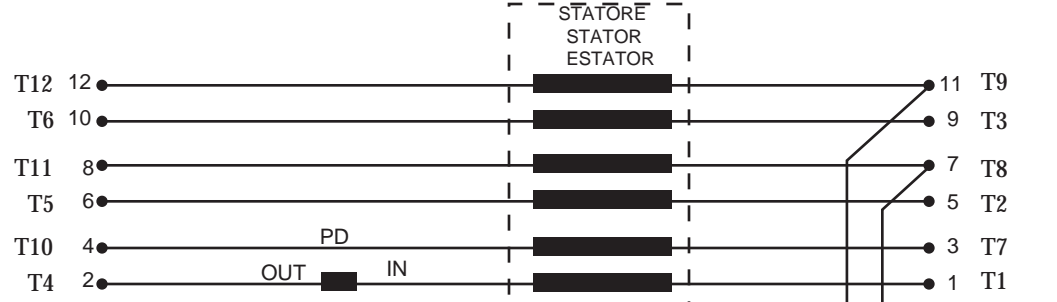 STATORE
STATOR
ESTATOR
T12 12 11 T9
T6 10 9 T3
T11 8 7 T8
T5 6 5 T2
PD
T10 4 3 T7
OUT IN
T4 2 1 T1